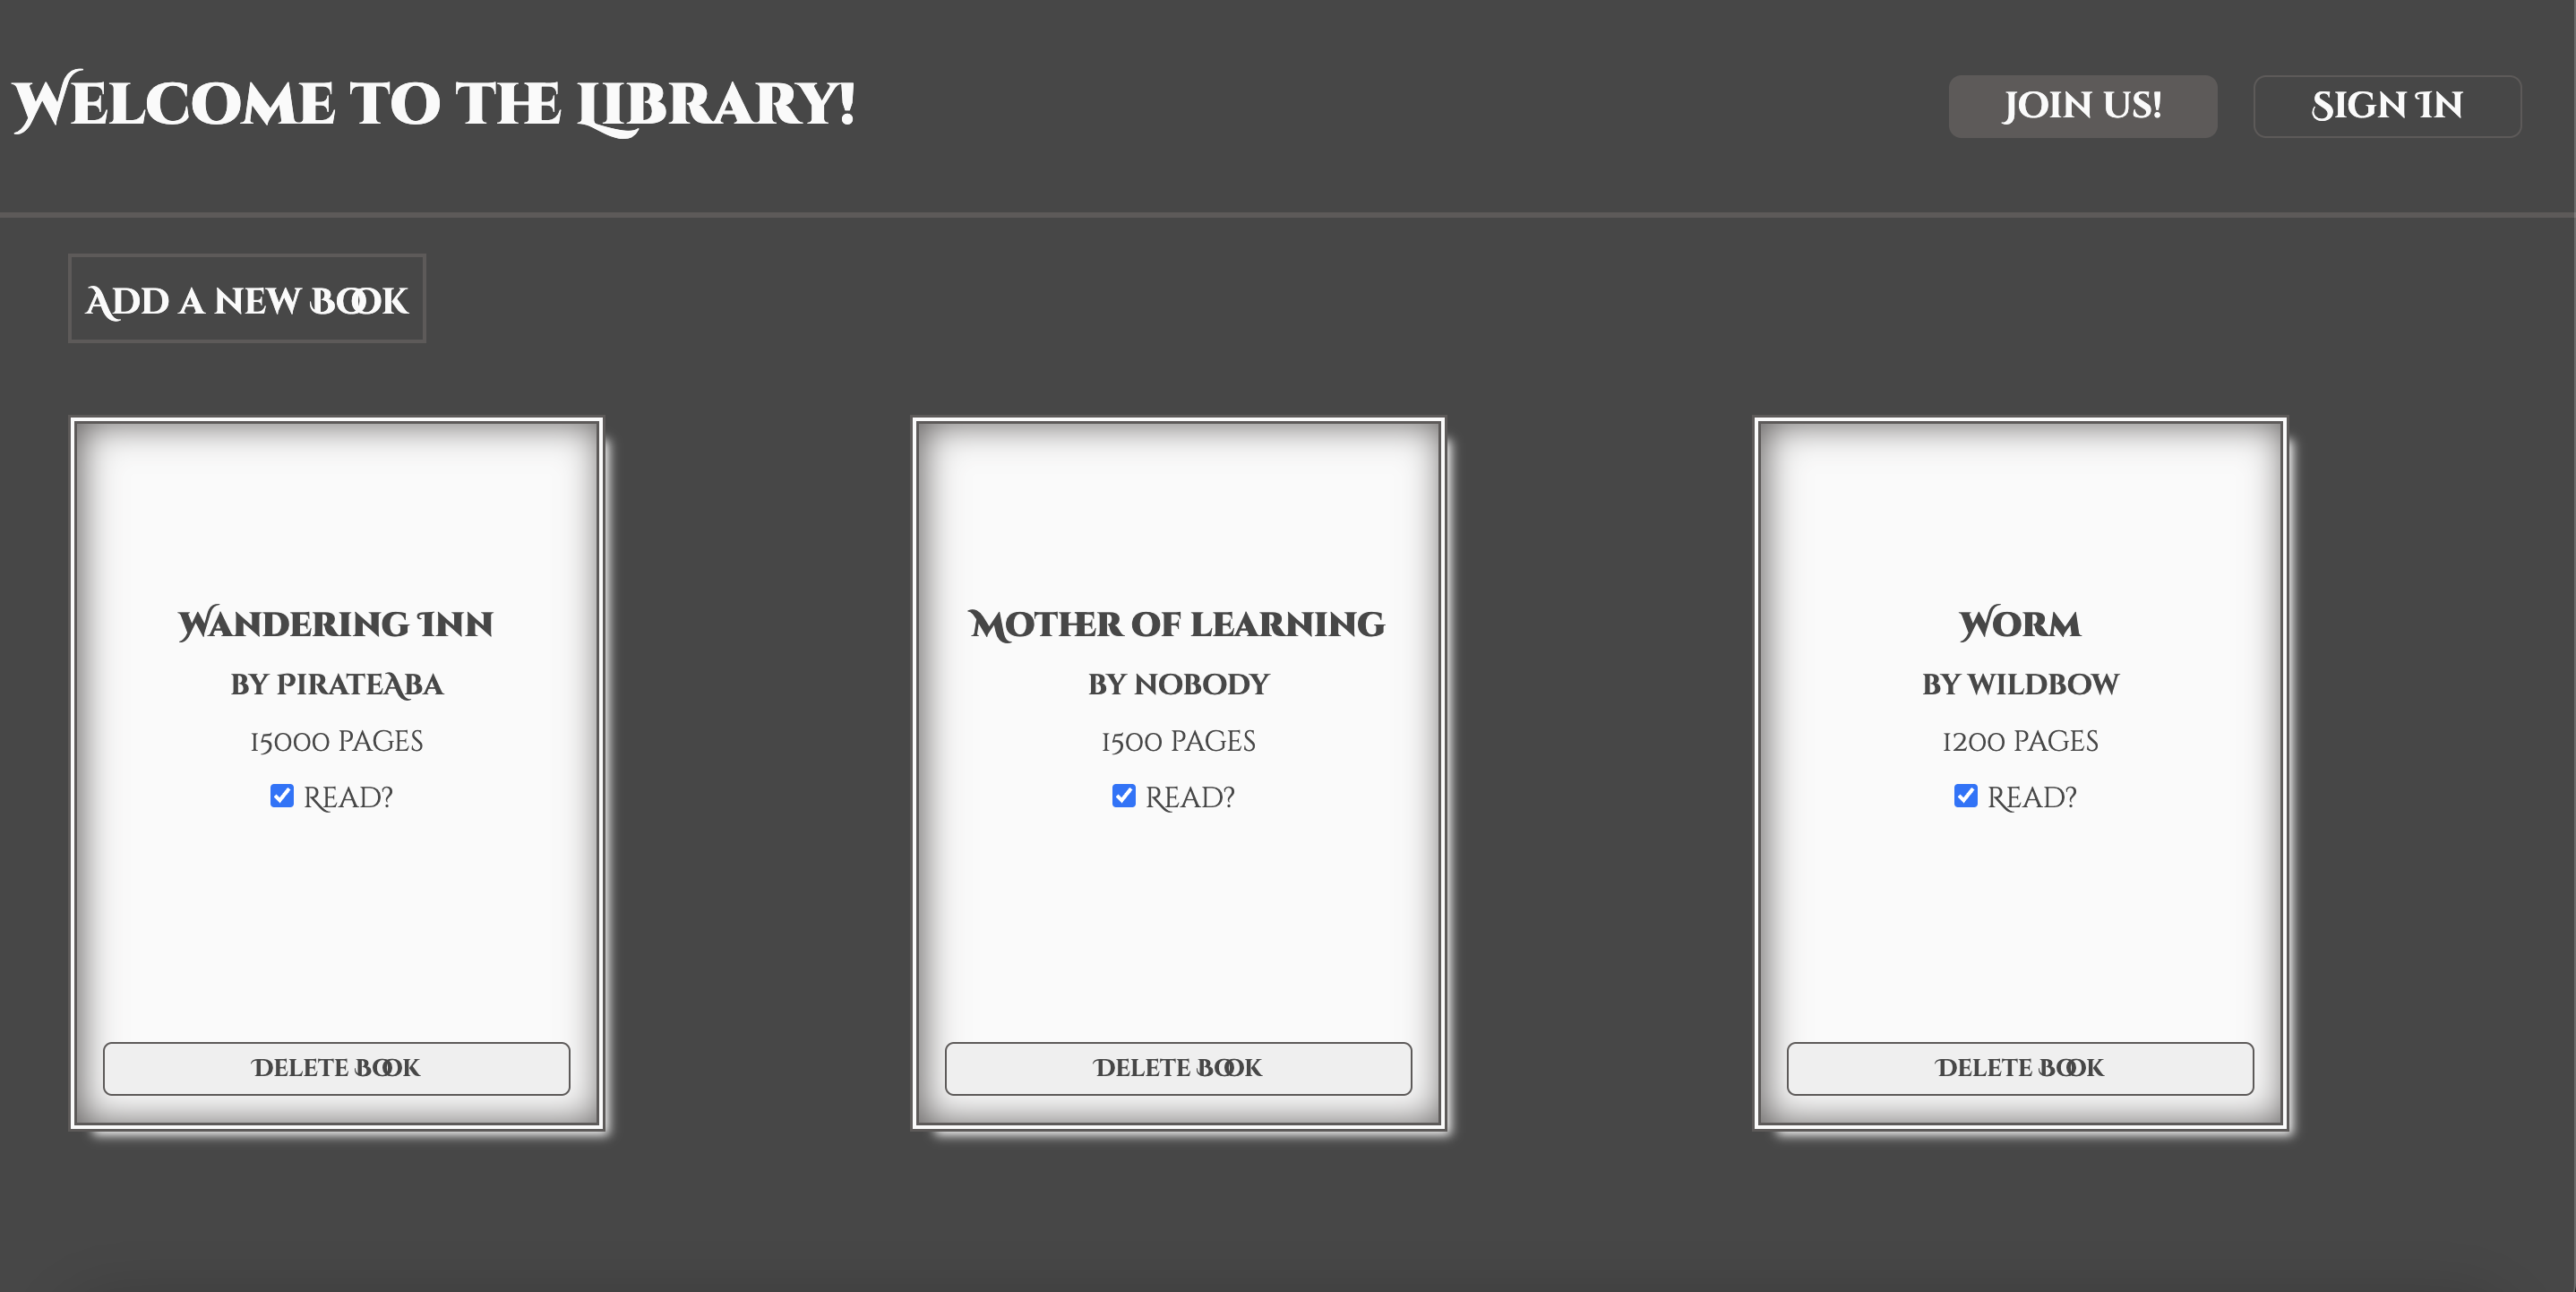 Welcome to the Library!
Join Us!
Sign In
Add a new Book
Wandering Inn
by PirateAba
15000 pages
Read?
Delete Book
Mother of learning
by nobody
1500 pages
Read?
Delete Book
Worm
by wildbow
1200 pages
Read?
Delete Book